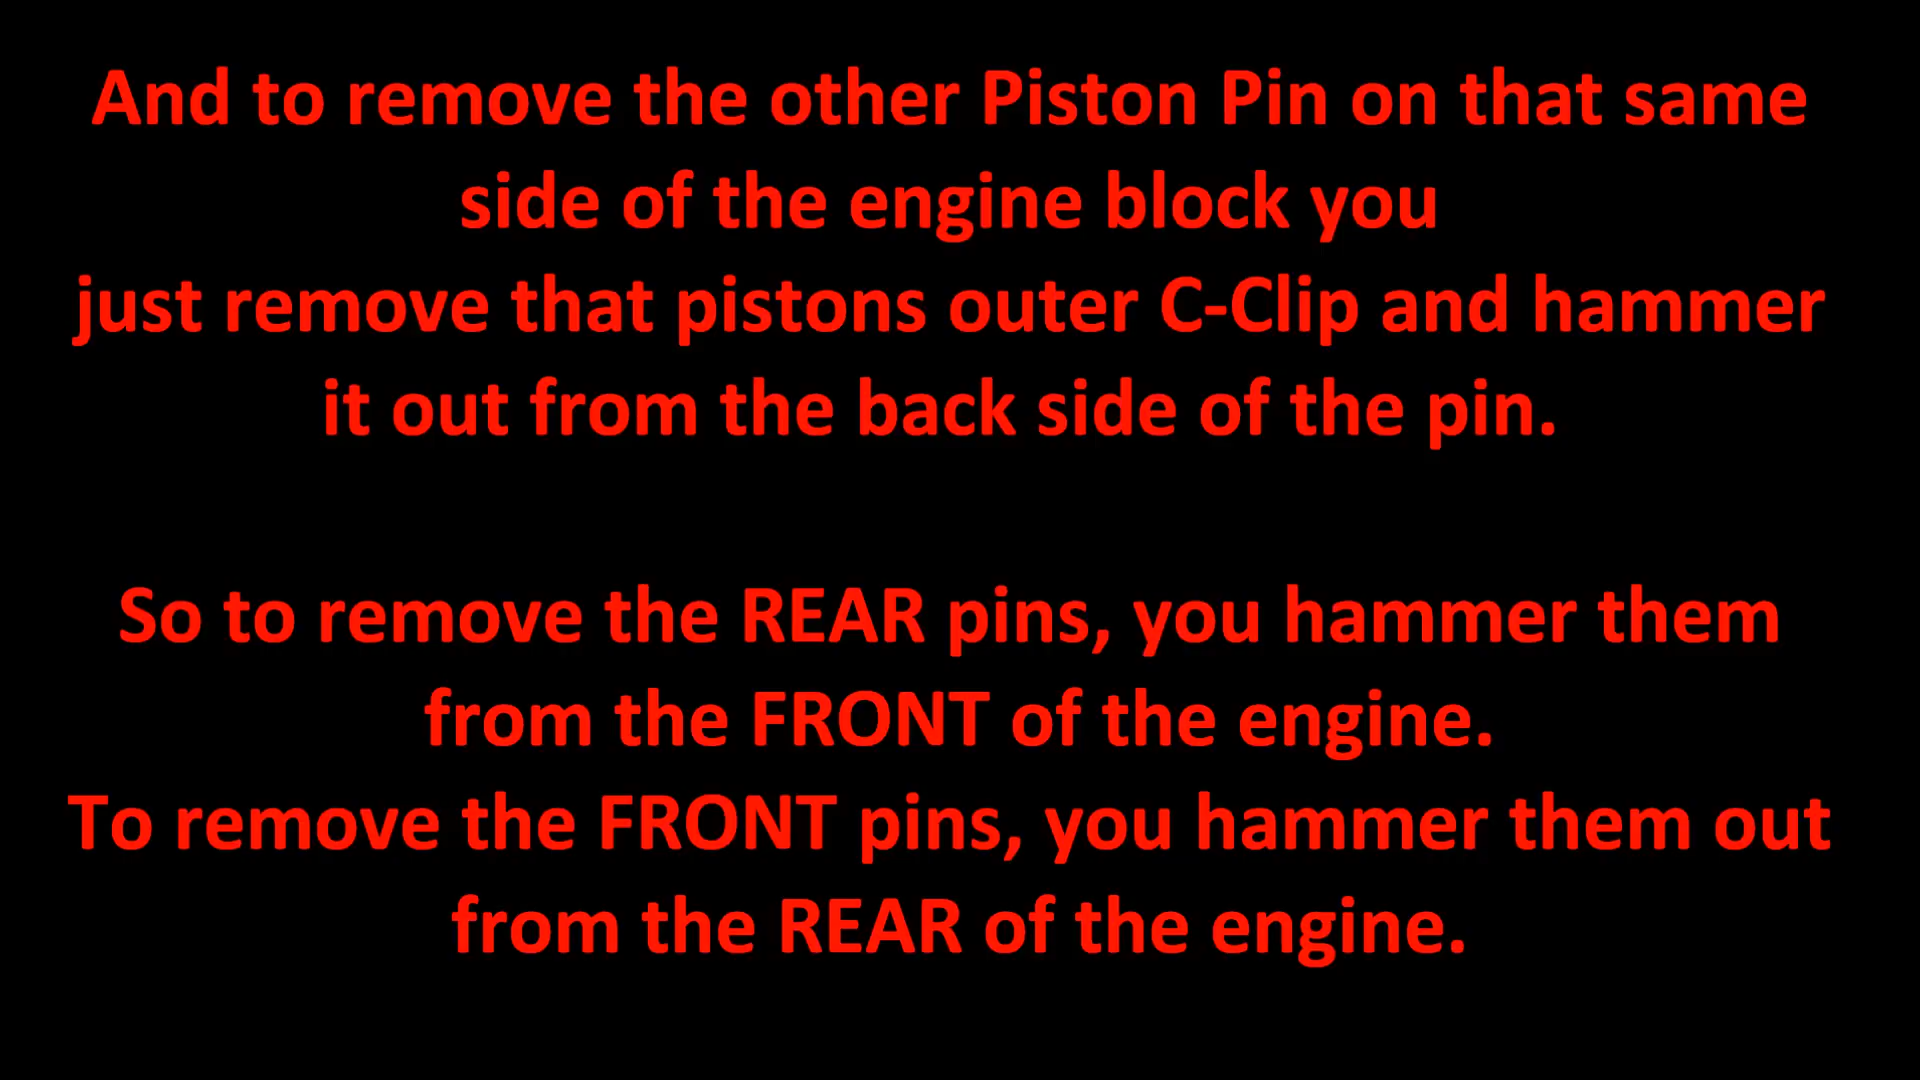 And to remove the other Piston Pin on that same
side of the engine block you
just remove that pistons outer C-Clip and hammer
it out from the back side of the pin.
So to remove the REAR pins, you hammer them
from the FRONT of the engine.
To remove the FRONT pins, you hammer them out
from the REAR of the engine.